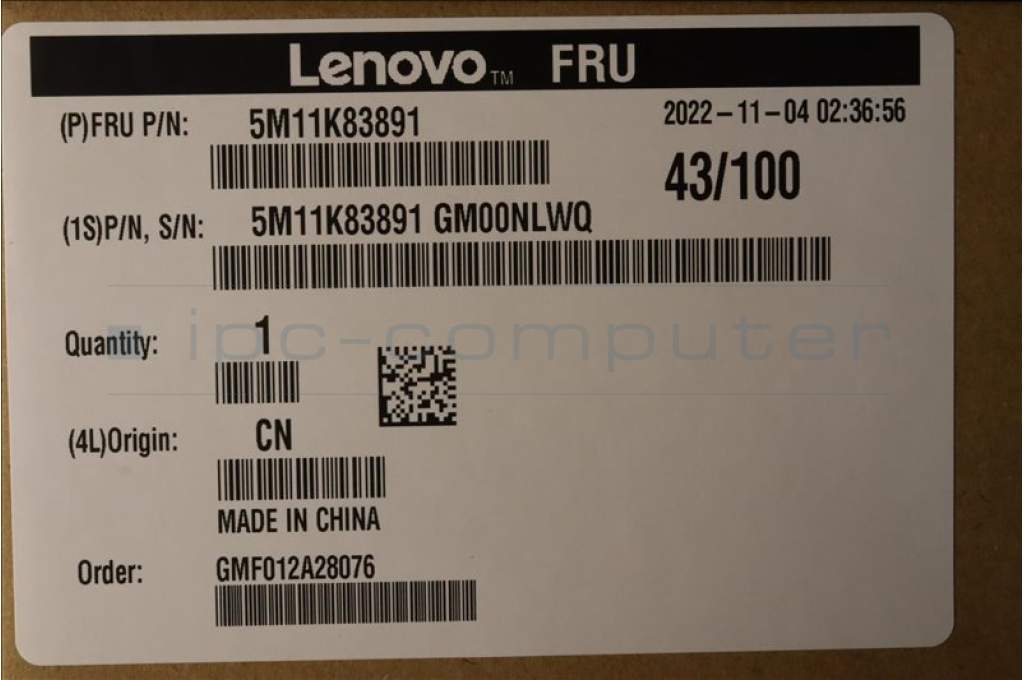 Lenovo™ FRU
(P)FRU P/N: 5M11K83891
2022-11-04 02:36:56
43/100
(1S)P/N, S/N: 5M11K83891 GM00NLWQ
Quantity: 1
ipc-computer
(4L)Origin: CN
MADE IN CHINA
Order: GMF012A28076